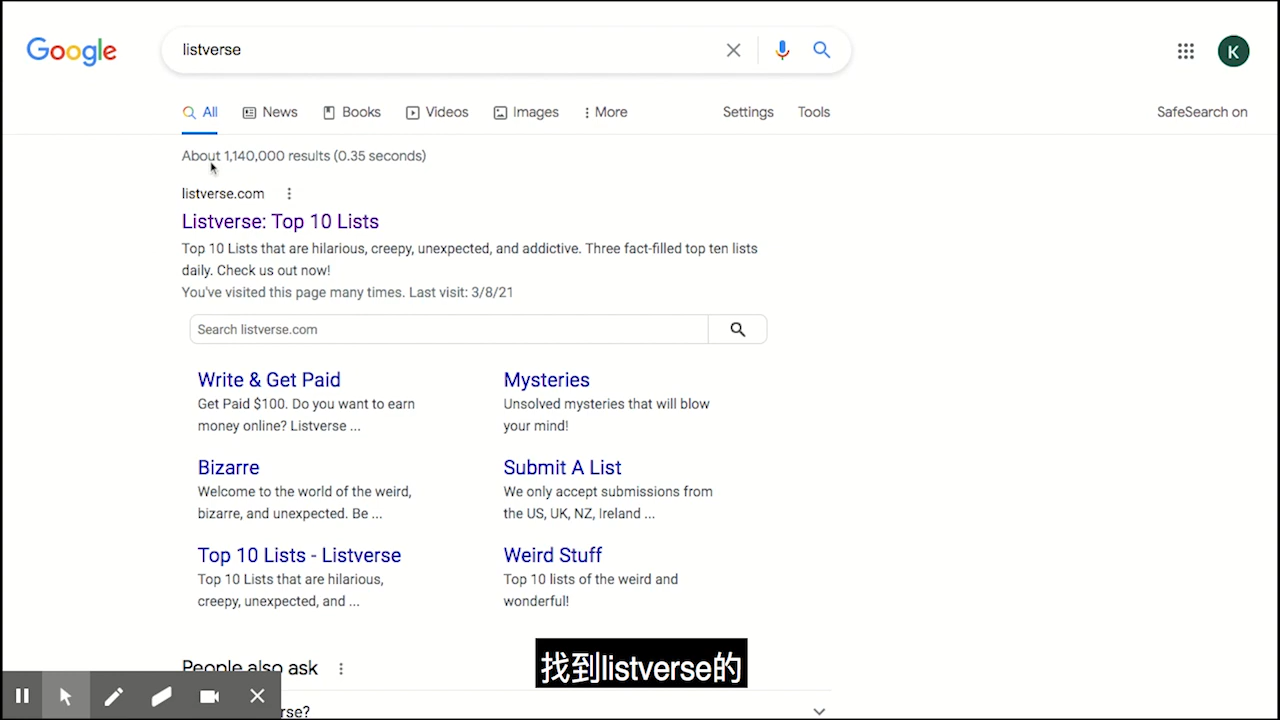 Google
listverse
K
All
News
Books
Videos
Images
More
Settings
Tools
SafeSearch on
About 1,140,000 results (0.35 seconds)
listverse.com
Listverse: Top 10 Lists
Top 10 Lists that are hilarious, creepy, unexpected, and addictive. Three fact-filled top ten lists
daily. Check us out now!
You've visited this page many times. Last visit: 3/8/21
Search listverse.com
Write & Get Paid
Get Paid $100. Do you want to earn
money online? Listverse ...
Mysteries
Unsolved mysteries that will blow
your mind!
Bizarre
Welcome to the world of the weird,
bizarre, and unexpected. Be ...
Submit A List
We only accept submissions from
the US, UK, NZ, Ireland ...
Top 10 Lists - Listverse
Top 10 Lists that are hilarious,
creepy, unexpected, and ...
Weird Stuff
Top 10 lists of the weird and
wonderful!
People also ask
找到listverse的